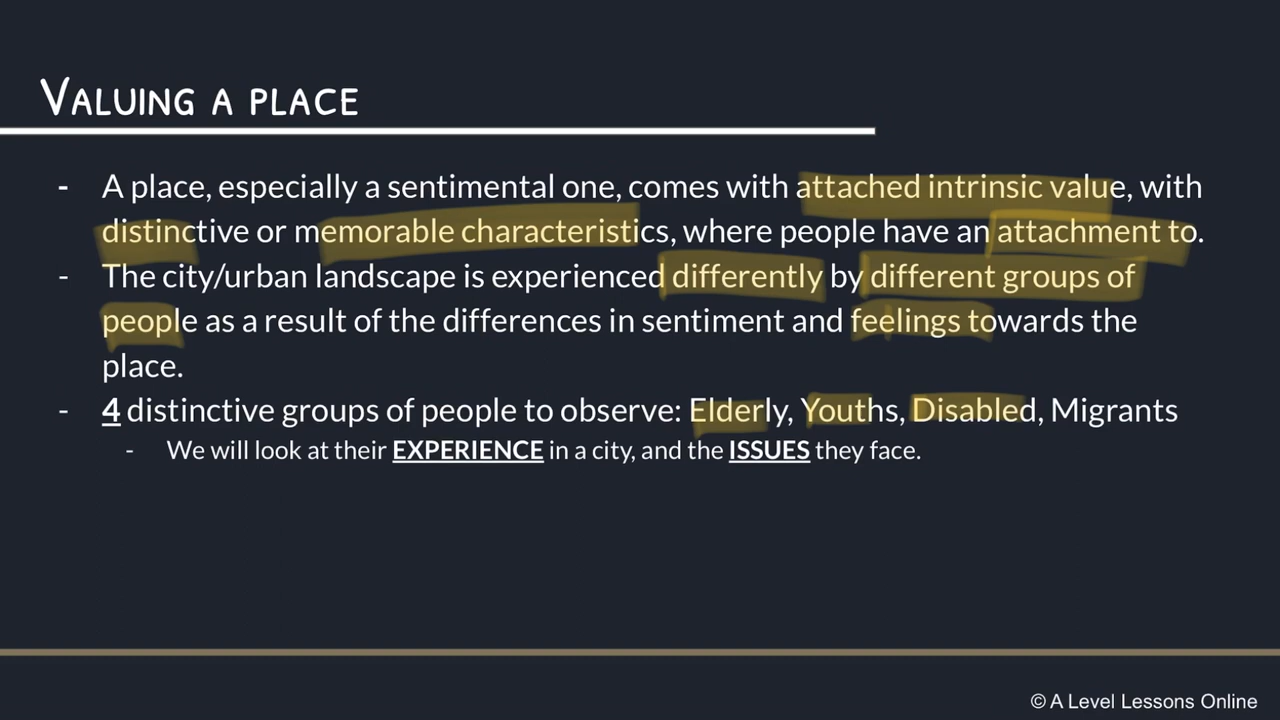 VALUING A PLACE
- A place, especially a sentimental one, comes with attached intrinsic value, with
distinctive or memorable characteristics, where people have an attachment to.
- The city/urban landscape is experienced differently by different groups of
people as a result of the differences in sentiment and feelings towards the
place.
- 4 distinctive groups of people to observe: Elderly, Youths, Disabled, Migrants
- We will look at their EXPERIENCE in a city, and the ISSUES they face.
© A Level Lessons Online